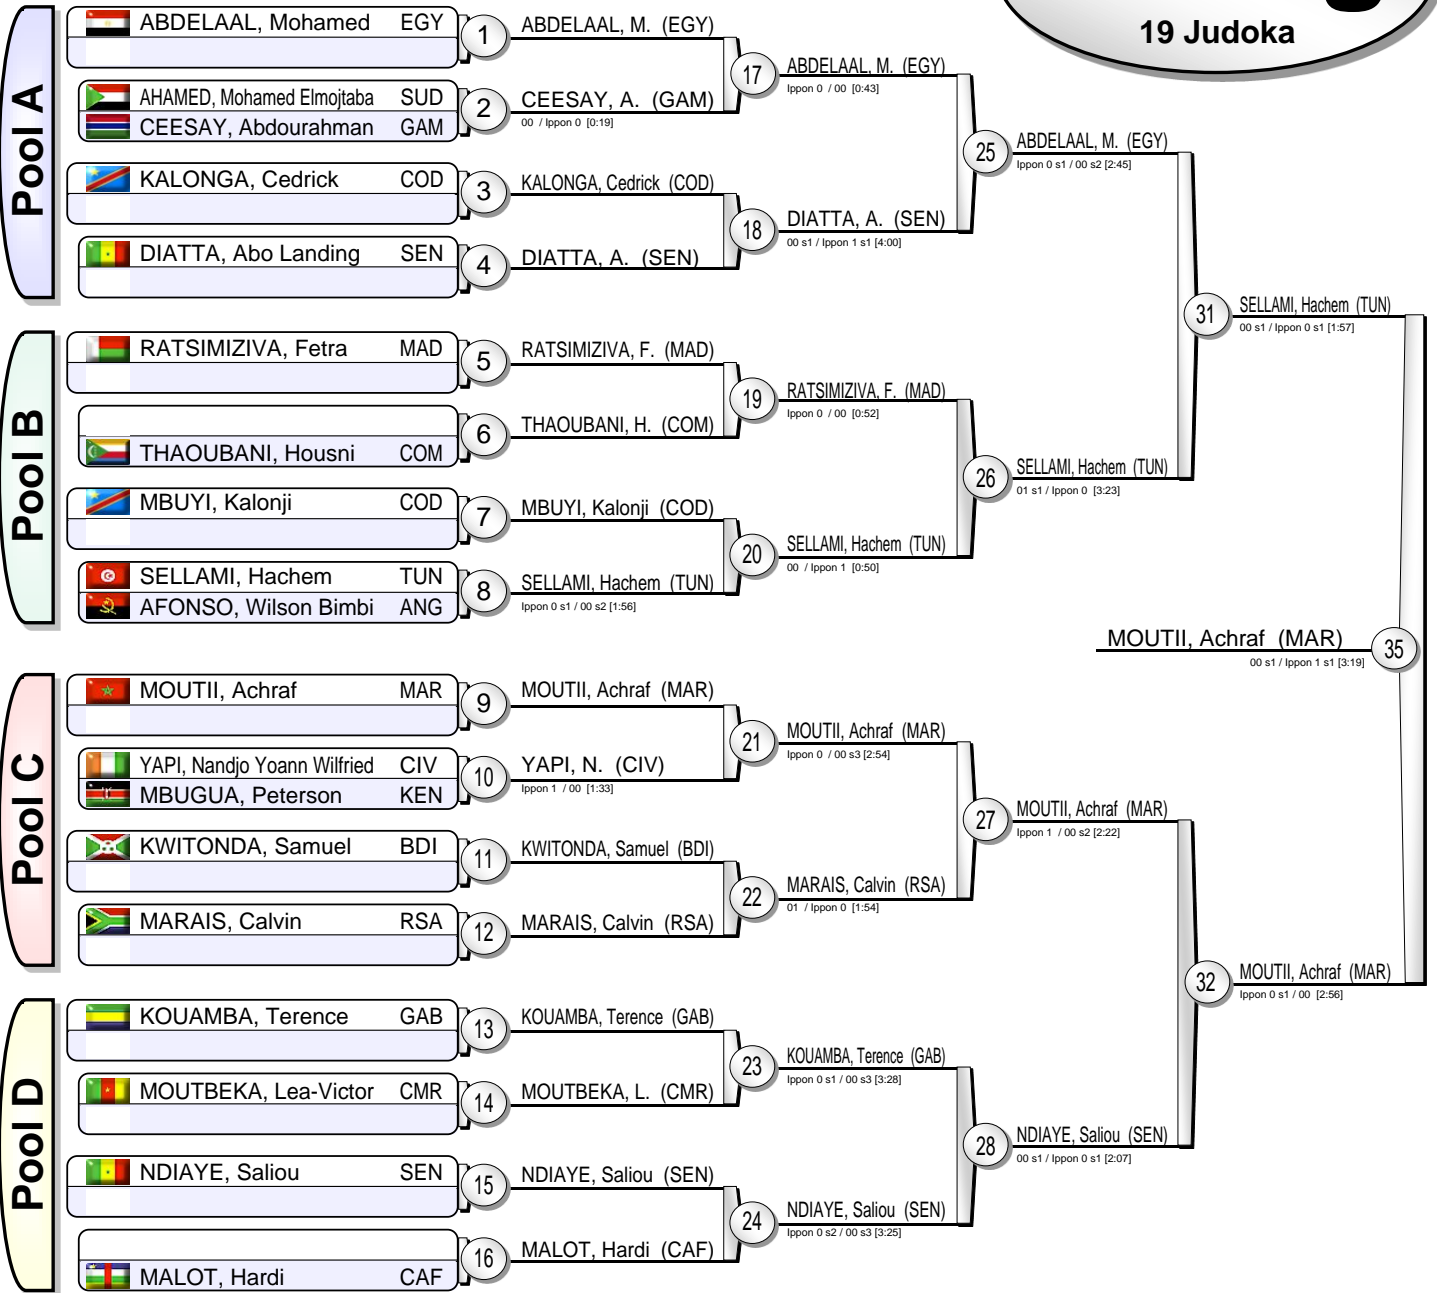 19 Judoka
Pool A
ABDELAAL, Mohamed EGY
1
ABDELAAL, M. (EGY)
AHAMED, Mohamed Elmojtaba SUD
CEESAY, Abdourahman GAM
2
CEESAY, A. (GAM)
00 / Ippon 0 [0:19]
17
ABDELAAL, M. (EGY)
Ippon 0 / 00 [0:43]
KALONGA, Cedrick COD
3
KALONGA, Cedrick (COD)
DIATTA, Abo Landing SEN
4
DIATTA, A. (SEN)
18
DIATTA, A. (SEN)
00 s1 / Ippon 1 s1 [4:00]
25
ABDELAAL, M. (EGY)
Ippon 0 s1 / 00 s2 [2:45]
Pool B
RATSIMIZIVA, Fetra MAD
5
RATSIMIZIVA, F. (MAD)
THAOUBANI, Housni COM
6
THAOUBANI, H. (COM)
19
RATSIMIZIVA, F. (MAD)
Ippon 0 / 00 [0:52]
MBUYI, Kalonji COD
7
MBUYI, Kalonji (COD)
SELLAMI, Hachem TUN
AFONSO, Wilson Bimbi ANG
8
SELLAMI, Hachem (TUN)
Ippon 0 s1 / 00 s2 [1:56]
20
SELLAMI, Hachem (TUN)
00 / Ippon 1 [0:50]
26
SELLAMI, Hachem (TUN)
01 s1 / Ippon 0 [3:23]
31
SELLAMI, Hachem (TUN)
00 s1 / Ippon 0 s1 [1:57]
MOUTII, Achraf (MAR)
00 s1 / Ippon 1 s1 [3:19]
35
Pool C
MOUTII, Achraf MAR
9
MOUTII, Achraf (MAR)
YAPI, Nandjo Yoann Wilfried CIV
MBUGUA, Peterson KEN
10
YAPI, N. (CIV)
Ippon 1 / 00 [1:33]
21
MOUTII, Achraf (MAR)
Ippon 0 / 00 s3 [2:54]
KWITONDA, Samuel BDI
11
KWITONDA, Samuel (BDI)
MARAIS, Calvin RSA
12
MARAIS, Calvin (RSA)
22
MARAIS, Calvin (RSA)
01 / Ippon 0 [1:54]
27
MOUTII, Achraf (MAR)
Ippon 1 / 00 s2 [2:22]
Pool D
KOUAMBA, Terence GAB
13
KOUAMBA, Terence (GAB)
MOUTBEKA, Lea-Victor CMR
14
MOUTBEKA, L. (CMR)
23
KOUAMBA, Terence (GAB)
Ippon 0 s1 / 00 s3 [3:28]
NDIAYE, Saliou SEN
15
NDIAYE, Saliou (SEN)
MALOT, Hardi CAF
16
MALOT, Hardi (CAF)
24
NDIAYE, Saliou (SEN)
Ippon 0 s2 / 00 s3 [3:25]
28
NDIAYE, Saliou (SEN)
00 s1 / Ippon 0 s1 [2:07]
32
MOUTII, Achraf (MAR)
Ippon 0 s1 / 00 [2:56]